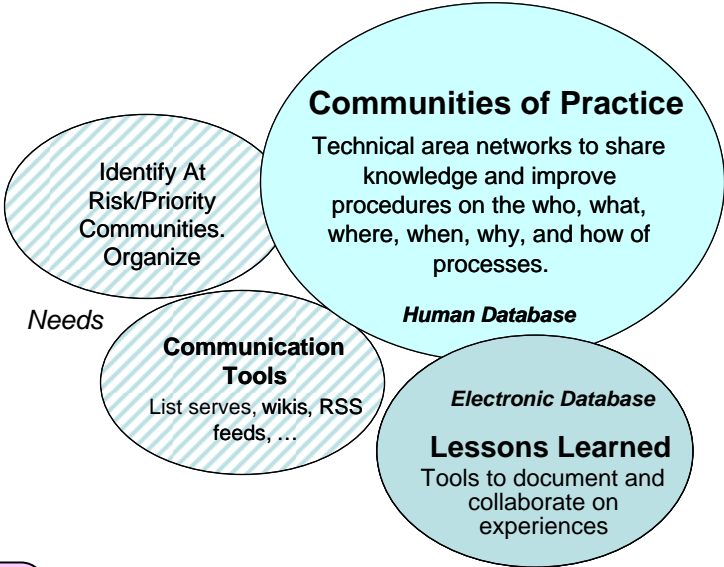 Communities of Practice
Technical area networks to share
knowledge and improve
procedures on the who, what,
where, when, why, and how of
processes.
Human Database
Identify At
Risk/Priority
Communities.
Organize
Needs
Communication
Tools
List serves, wikis, RSS
feeds, …
Electronic Database
Lessons Learned
Tools to document and
collaborate on
experiences